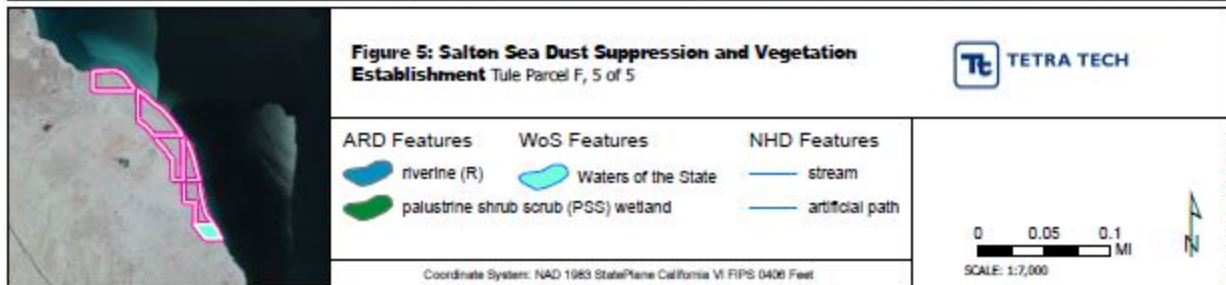 Figure 5: Salton Sea Dust Suppression and Vegetation
Establishment Tule Parcel F, 5 of 5
Tt TETRA TECH
ARD Features
riverine (R)
palustrine shrub scrub (PSS) wetland
WoS Features
Waters of the State
NHD Features
stream
artificial path
Coordinate System: NAD 1983 StatePlane California VI FIPS 0406 Feet
0 0.05 0.1
MI
SCALE: 1:7,000
N